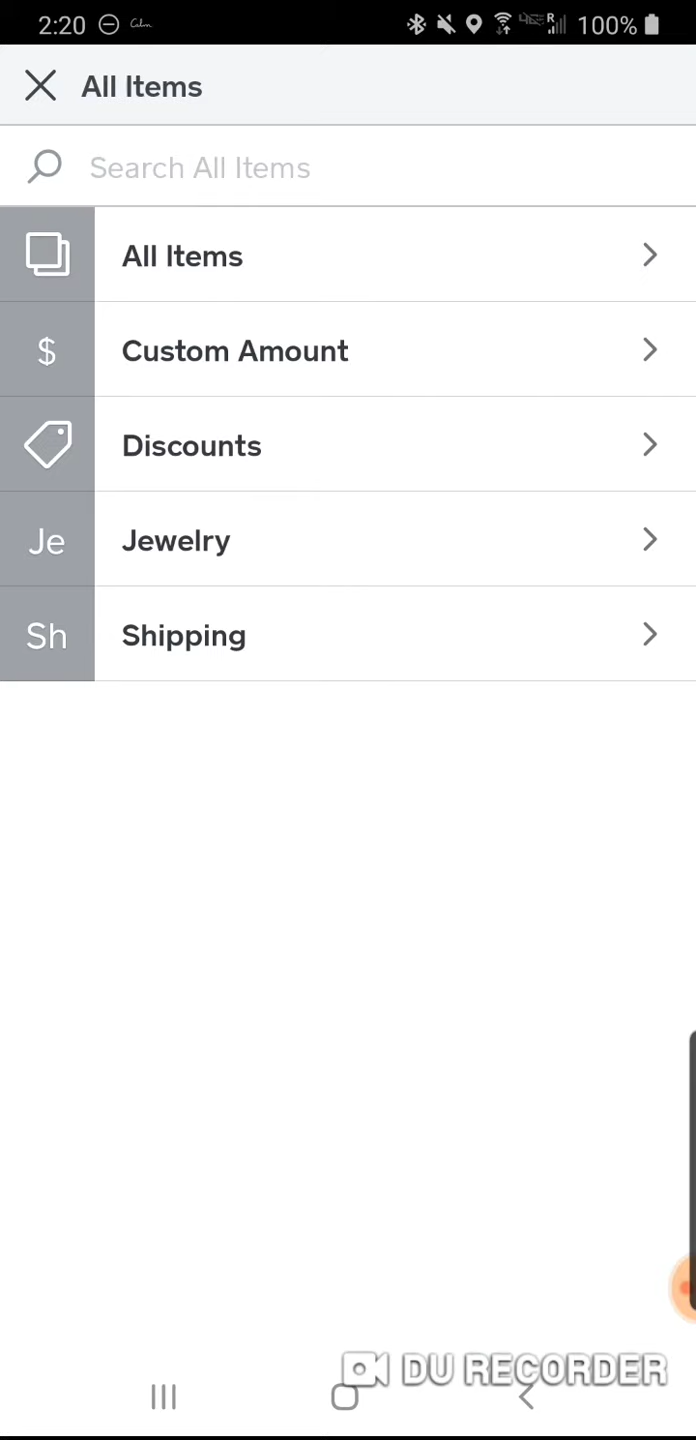 2:20 Calm 100%
All Items
Search All Items
All Items
$ Custom Amount
Discounts
Je Jewelry
Sh Shipping
DU RECORDER